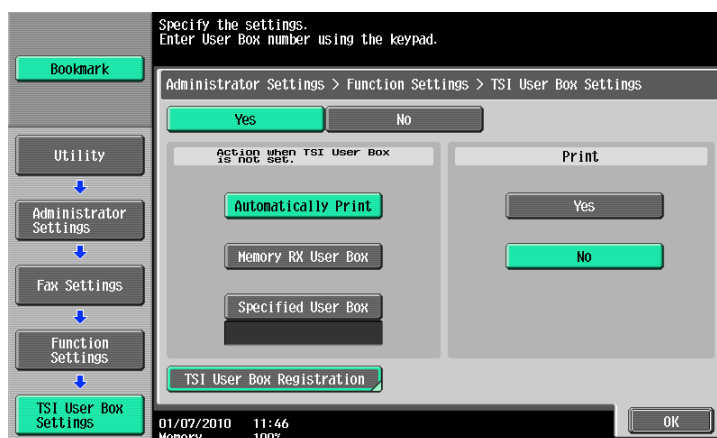 Specify the settings.
Enter User Box number using the keypad.
Bookmark
Administrator Settings > Function Settings > TSI User Box Settings
Yes
No
Utility
Administrator
Settings
Fax Settings
Function
Settings
TSI User Box
Settings
Action when TSI User Box
is not set.
Automatically Print
Memory RX User Box
Specified User Box
Print
Yes
No
TSI User Box Registration
01/07/2010 11:46
Memory 100%
OK